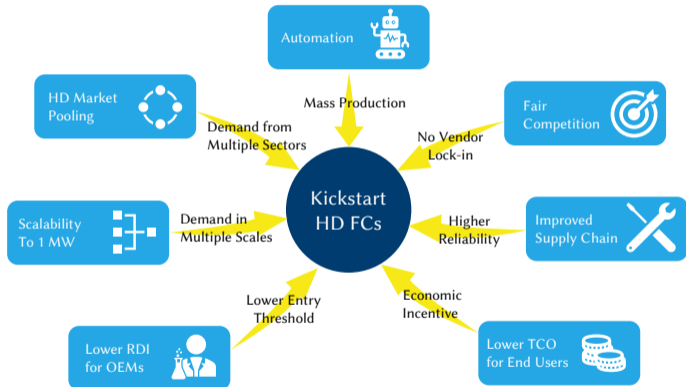 Automation
Mass Production
HD Market
Pooling
Demand from
Multiple Sectors
Fair
Competition
No Vendor
Lock-in
Kickstart
HD FCs
Scalability
To 1 MW
Demand in
Multiple Scales
Higher
Reliability
Improved
Supply Chain
Lower Entry
Threshold
Economic
Incentive
Lower RDI
for OEMs
Lower TCO
for End Users